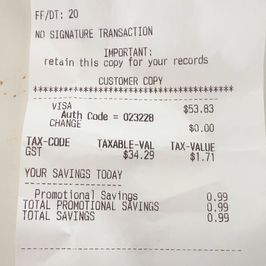 FF/DT: 20
NO SIGNATURE TRANSACTION
IMPORTANT:
retain this copy for your records
CUSTOMER COPY
****************************************
VISA $53.83
Auth Code = 023228
CHANGE $0.00
TAX-CODE TAXABLE-VAL TAX-VALUE
GST $34.29 $1.71
YOUR SAVINGS TODAY
------------------
Promotional Savings 0.99
TOTAL PROMOTIONAL SAVINGS 0.99
TOTAL SAVINGS 0.99
----------------------------------------